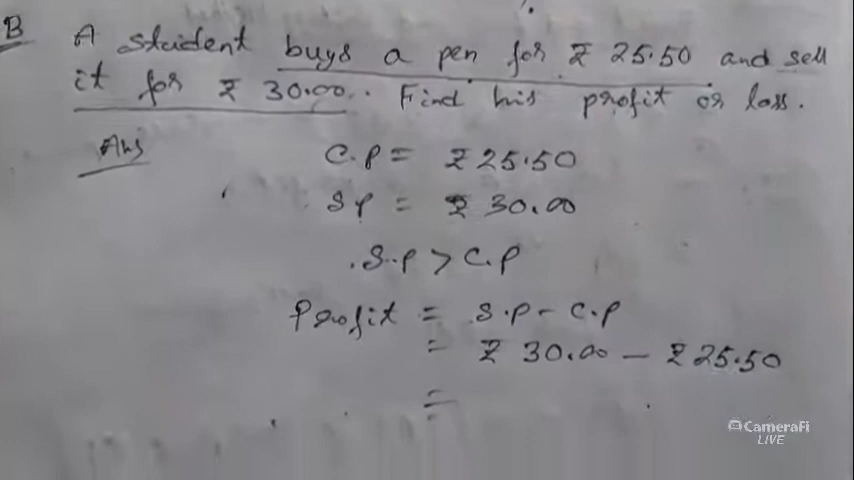 B A student buys a pen for ₹ 25.50 and sell
it for ₹ 30.00. Find his profit or loss.
Ans C.P = ₹ 25.50
SP = ₹ 30.00
S.P > C.P
Profit = S.P - C.P
= ₹ 30.00 - ₹ 25.50
=
CameraFi
LIVE